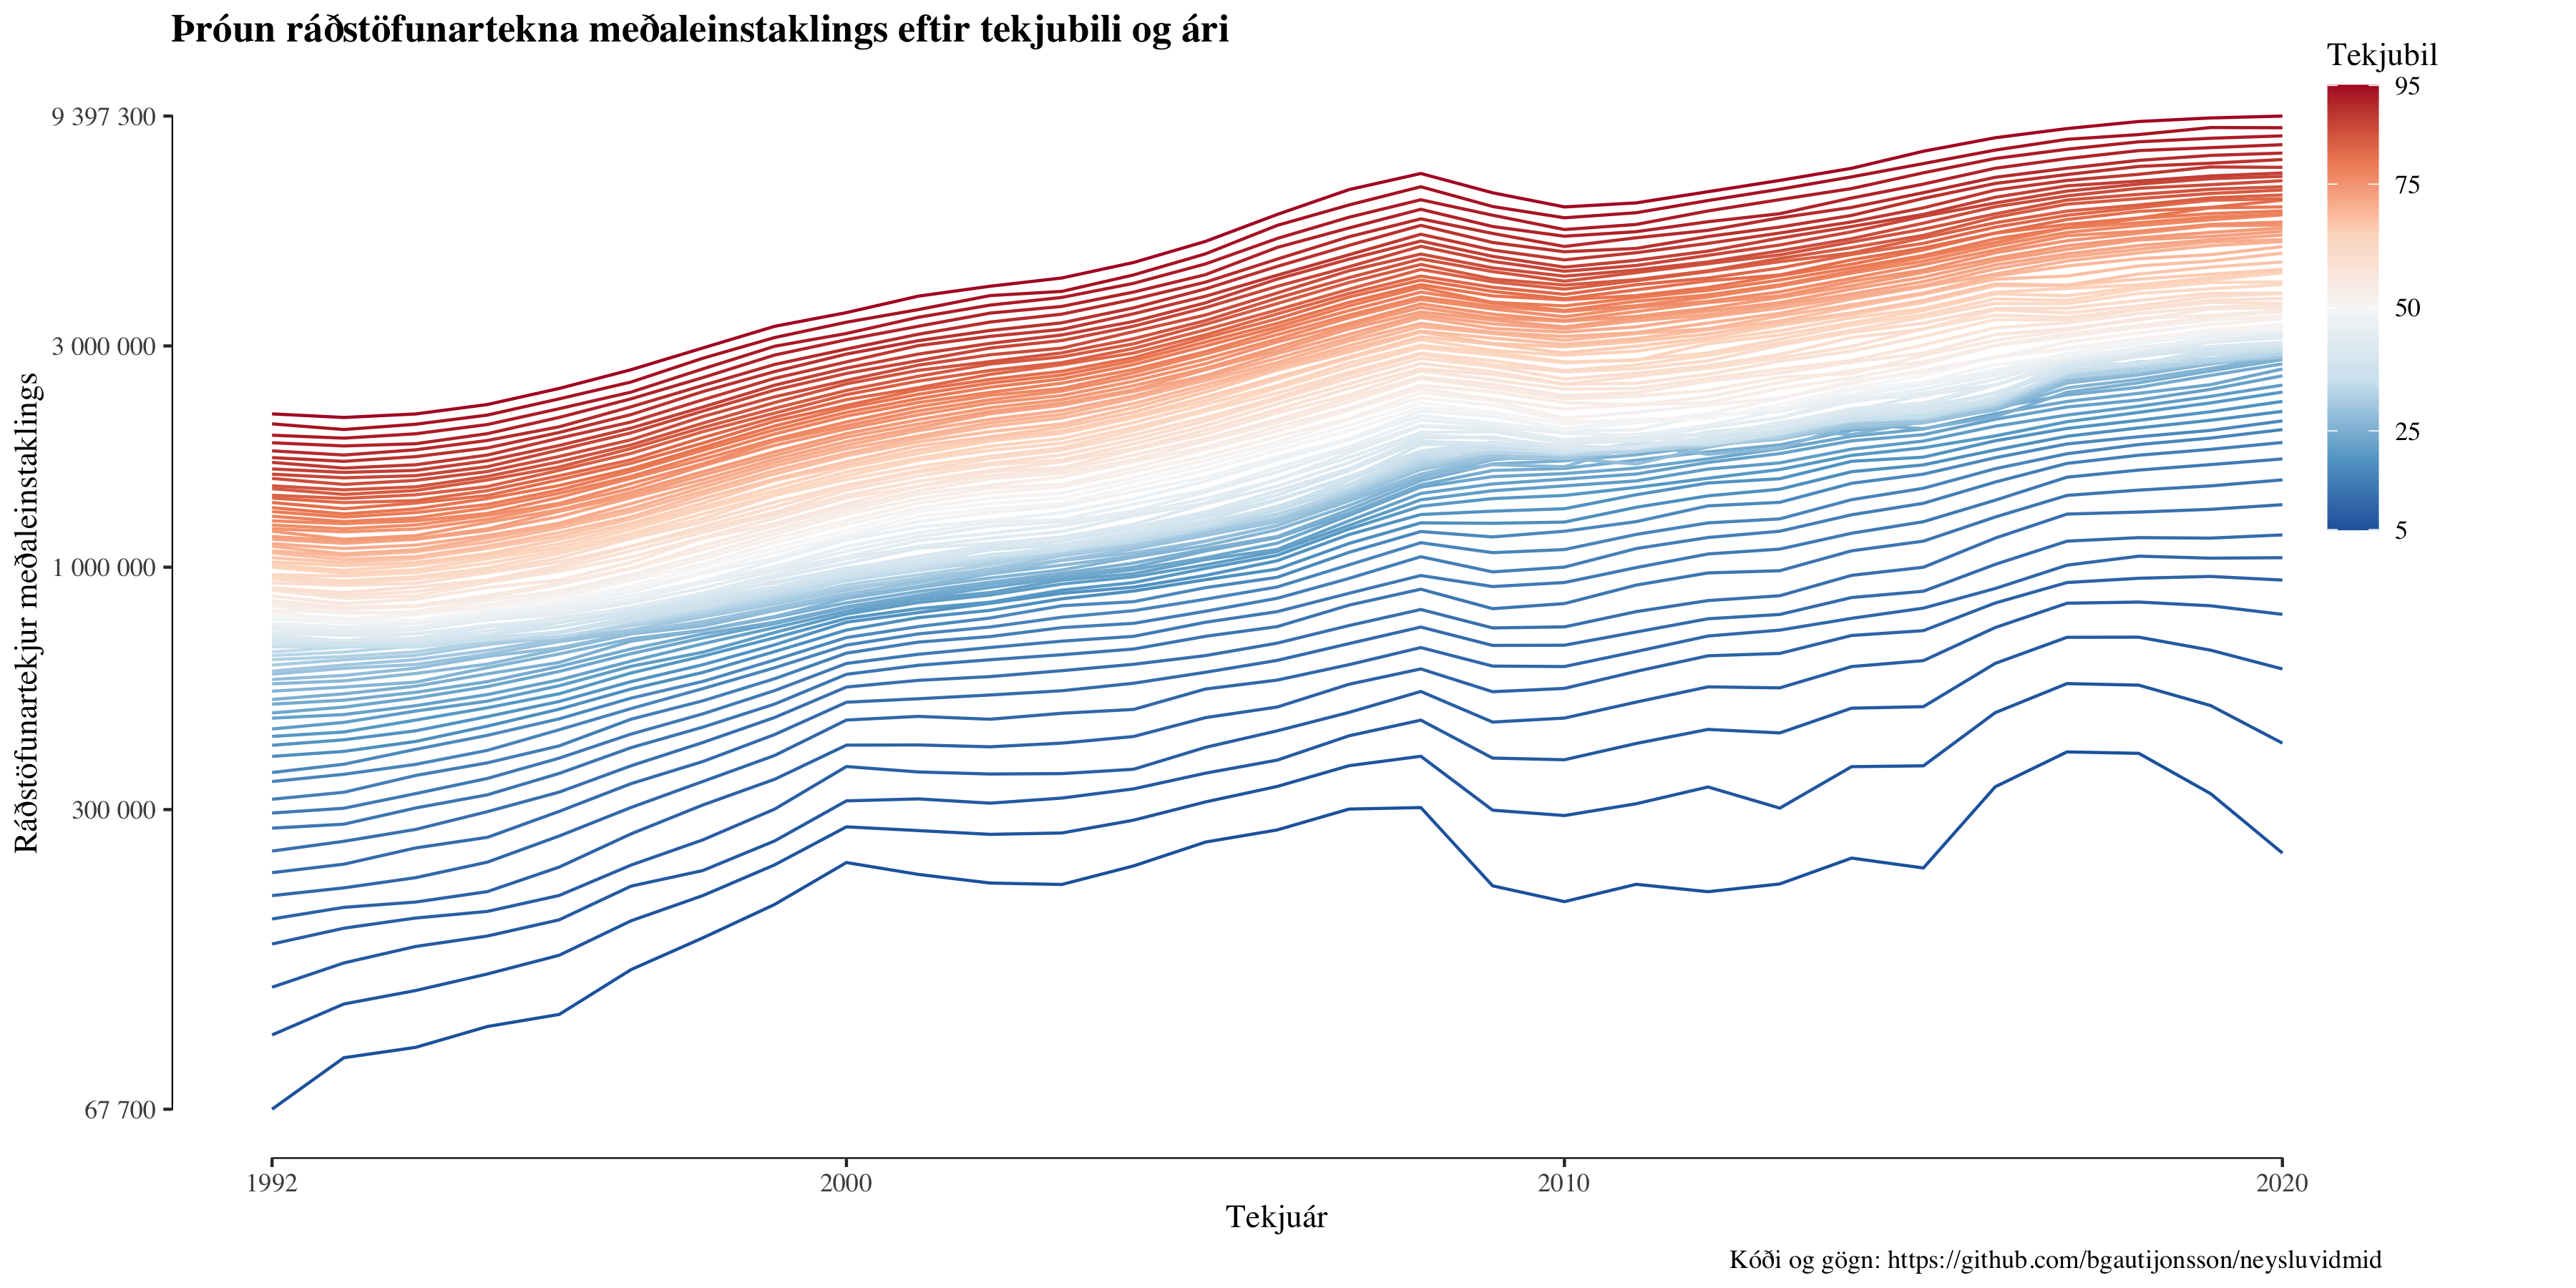 Þróun ráðstöfunartekna meðaleinstaklings eftir tekjubili og ári
Tekjubil
95
75
50
25
5
Ráðstöfunartekjur meðaleinstaklings
9 397 300
3 000 000
1 000 000
300 000
67 700
1992
2000
2010
2020
Tekjuár
Kóði og gögn: https://github.com/bgautijonsson/neysluvidmid